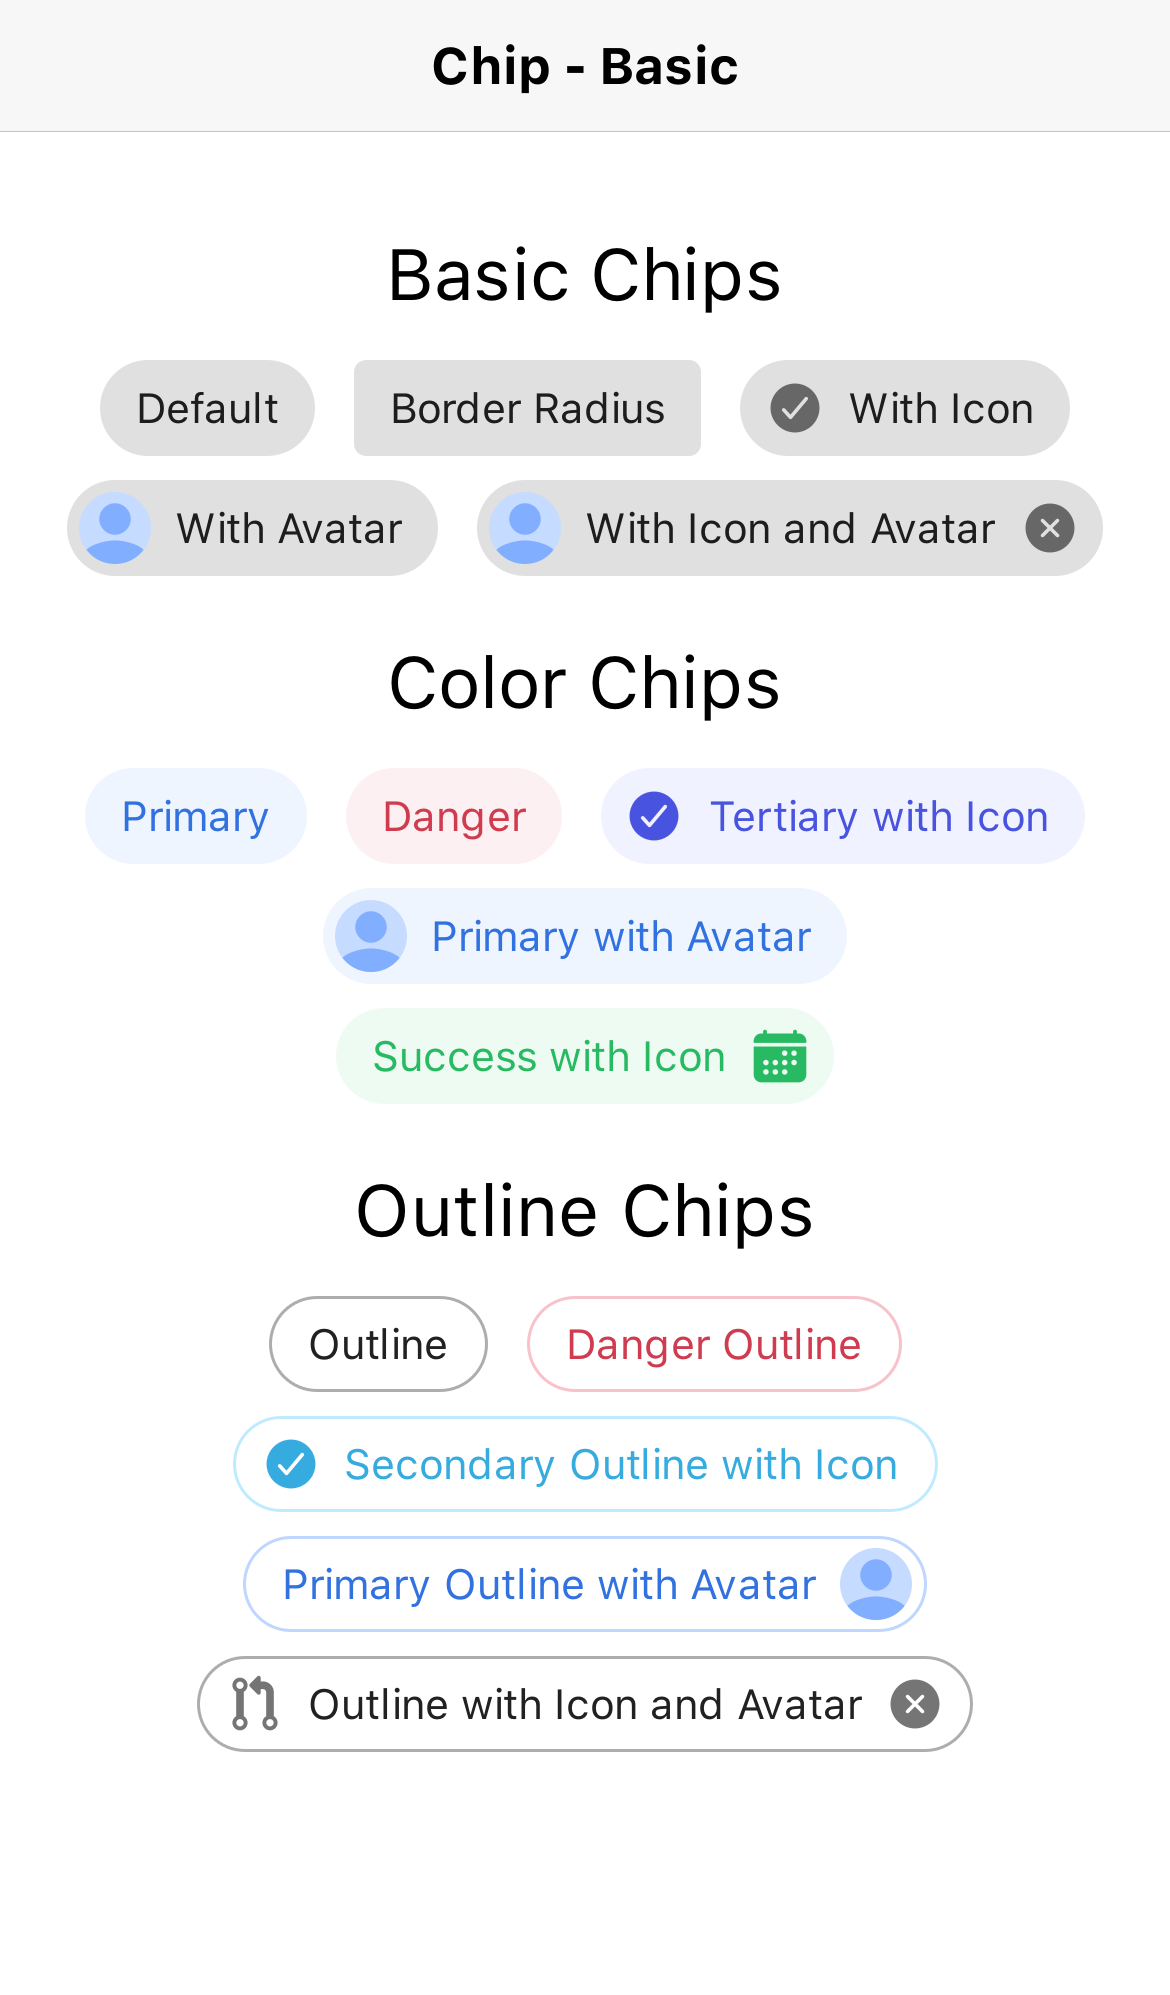 Chip - Basic
Basic Chips
Default Border Radius With Icon
With Avatar With Icon and Avatar
Color Chips
Primary Danger Tertiary with Icon
Primary with Avatar
Success with Icon
Outline Chips
Outline Danger Outline
Secondary Outline with Icon
Primary Outline with Avatar
Outline with Icon and Avatar